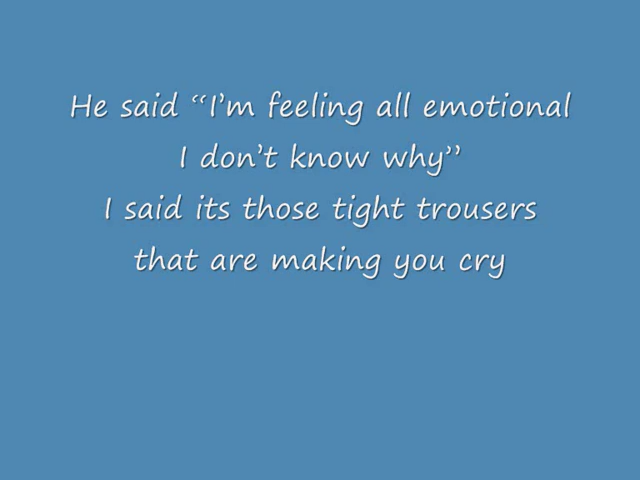 He said “I’m feeling all emotional
I don’t know why”
I said its those tight trousers
that are making you cry